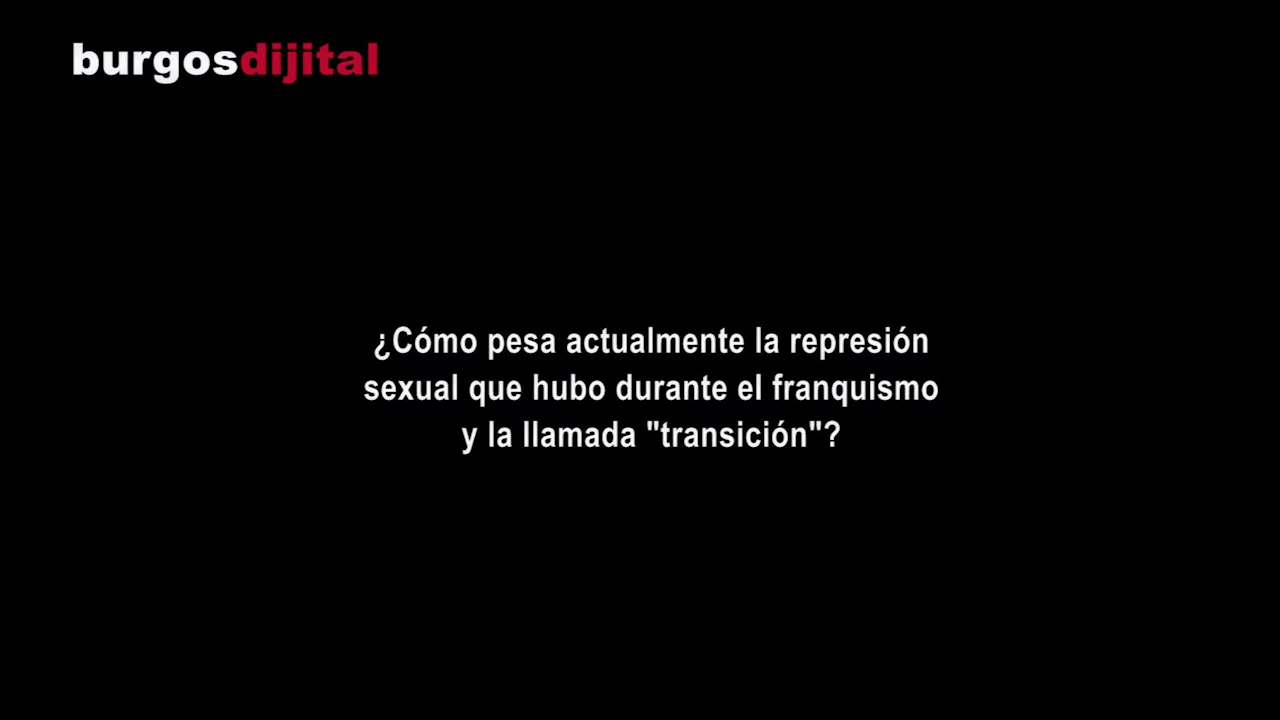 burgosdijital
¿Cómo pesa actualmente la represión
sexual que hubo durante el franquismo
y la llamada "transición"?